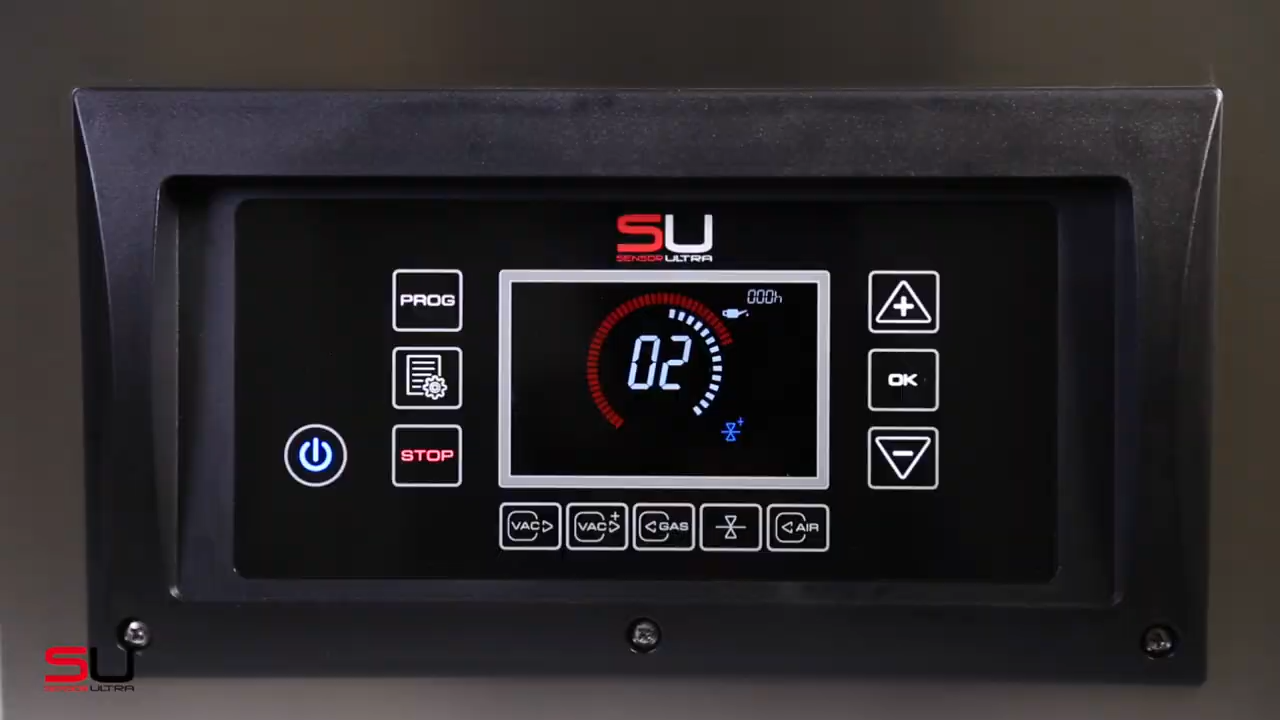 SU
SENSOR ULTRA
PROG
000h
02
OK
STOP
VAC
VAC+
GAS
AIR
SU
SENSOR ULTRA